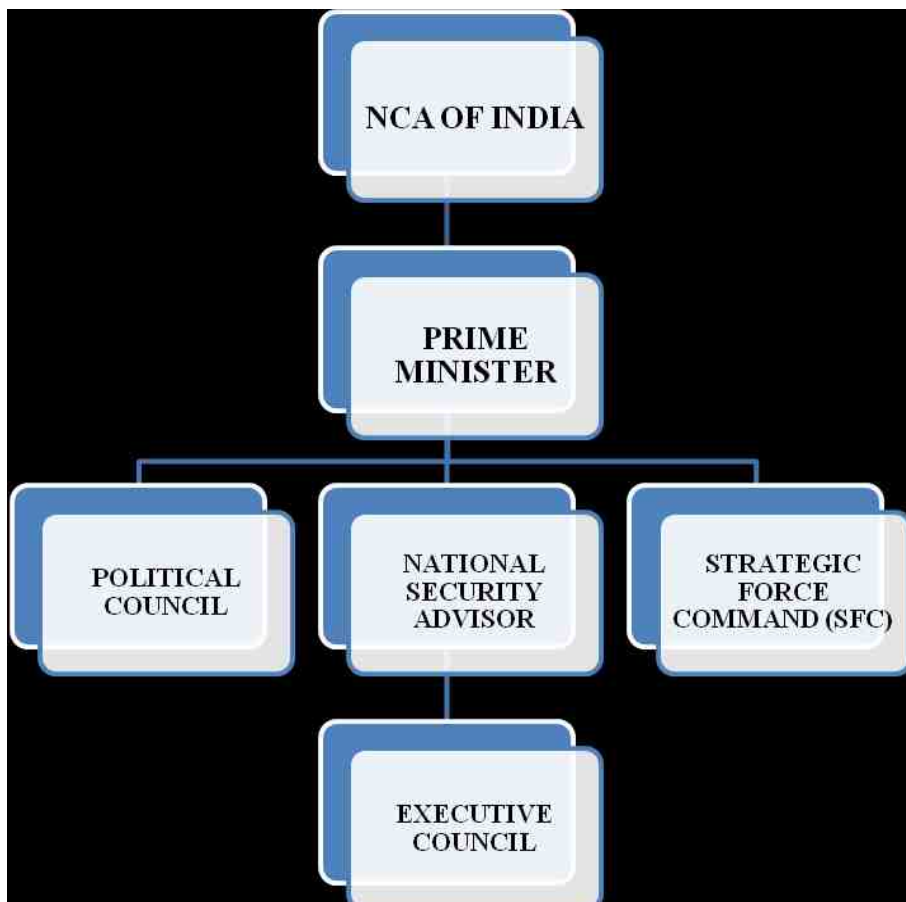 NCA OF INDIA
PRIME
MINISTER
POLITICAL
COUNCIL
NATIONAL
SECURITY
ADVISOR
STRATEGIC
FORCE
COMMAND (SFC)
EXECUTIVE
COUNCIL